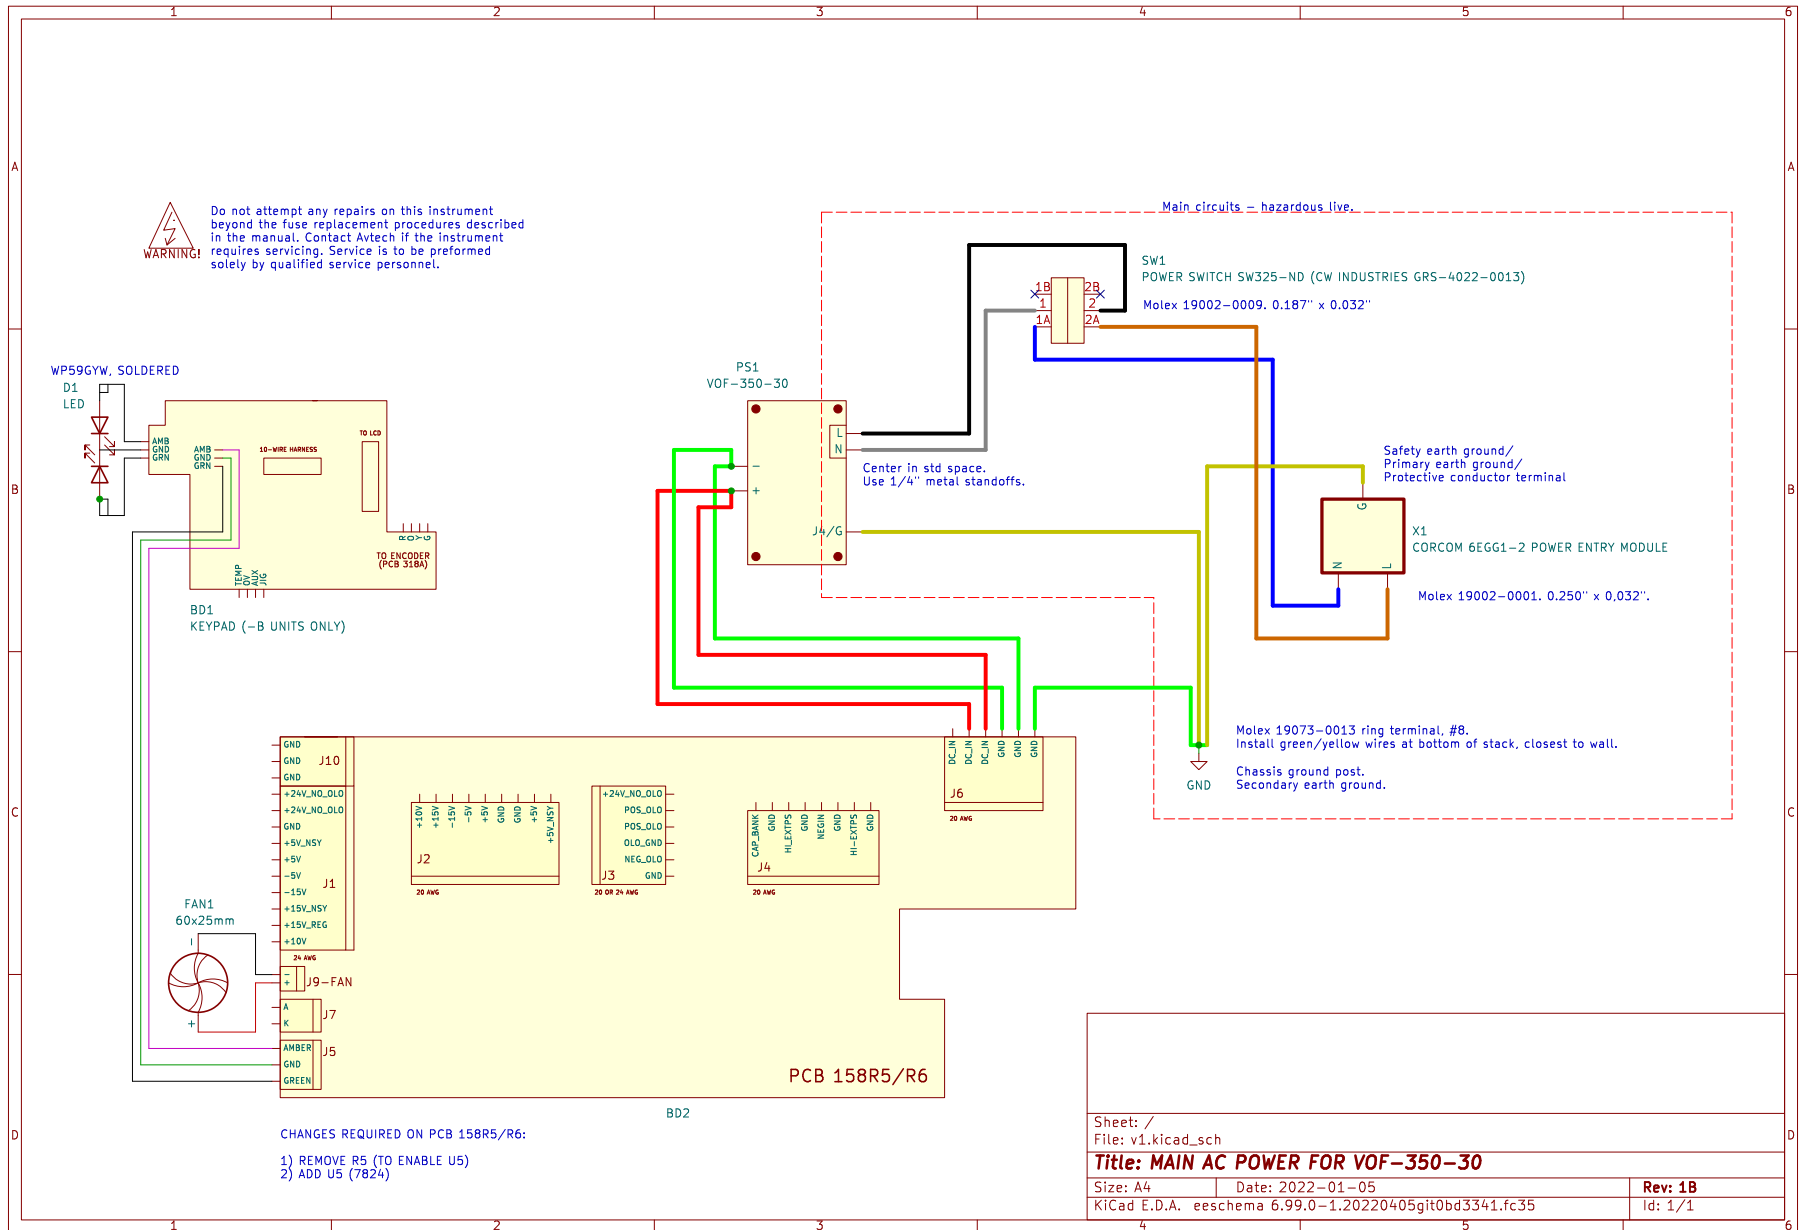 1 2 3 4 5 6
A A
Main circuits – hazardous live.
Do not attempt any repairs on this instrument
beyond the fuse replacement procedures described
in the manual. Contact Avtech if the instrument
requires servicing. Service is to be preformed
solely by qualified service personnel.
WARNING!
SW1
POWER SWITCH SW325-ND (CW INDUSTRIES GRS-4022-0013)
Molex 19002-0009. 0.187" x 0.032"
1B 2B
1 2
1A 2A
WP59GYW, SOLDERED
D1
LED
PS1
VOF-350-30
L
N
-
+
J4/G
Center in std space.
Use 1/4" metal standoffs.
AMB
GND
GRN
AMB
GND
GRN
10-WIRE HARNESS
TO LCD
R
O
Y
G
TO ENCODER
(PCB 318A)
TEMP
0V
AUX
JIG
BD1
KEYPAD (-B UNITS ONLY)
B B
Safety earth ground/
Primary earth ground/
Protective conductor terminal
G
N
L
X1
CORCOM 6EGG1-2 POWER ENTRY MODULE
Molex 19002-0001. 0.250" x 0,032".
Molex 19073-0013 ring terminal, #8.
Install green/yellow wires at bottom of stack, closest to wall.
Chassis ground post.
Secondary earth ground.
GND
C C
GND
GND
GND
J10
+24V_NO_OLO
+24V_NO_OLO
GND
+5V_NSY
+5V
-5V
-15V
+15V_NSY
+15V_REG
+10V
J1
24 AWG
+10V
+15V
-15V
-5V
+5V
GND
GND
+5V
+5V_NSY
J2
20 AWG
+24V_NO_OLO
POS_OLO
POS_OLO
OLO_GND
NEG_OLO
GND
J3
20 OR 24 AWG
CAP_BANK
GND
HI_EXTPS
GND
NEGIN
GND
HI-EXTPS
GND
J4
20 AWG
DC_IN
DC_IN
DC_IN
GND
GND
GND
J6
20 AWG
FAN1
60x25mm
-
+
-
+
J9-FAN
A
K
J7
AMBER
GND
GREEN
J5
PCB 158R5/R6
BD2
D D
CHANGES REQUIRED ON PCB 158R5/R6:
1) REMOVE R5 (TO ENABLE U5)
2) ADD U5 (7824)
Sheet: /
File: v1.kicad_sch
Title: MAIN AC POWER FOR VOF-350-30
Size: A4 Date: 2022-01-05 Rev: 1B
KiCad E.D.A. eeschema 6.99.0-1.20220405git0bd3341.fc35 Id: 1/1
1 2 3 4 5 6